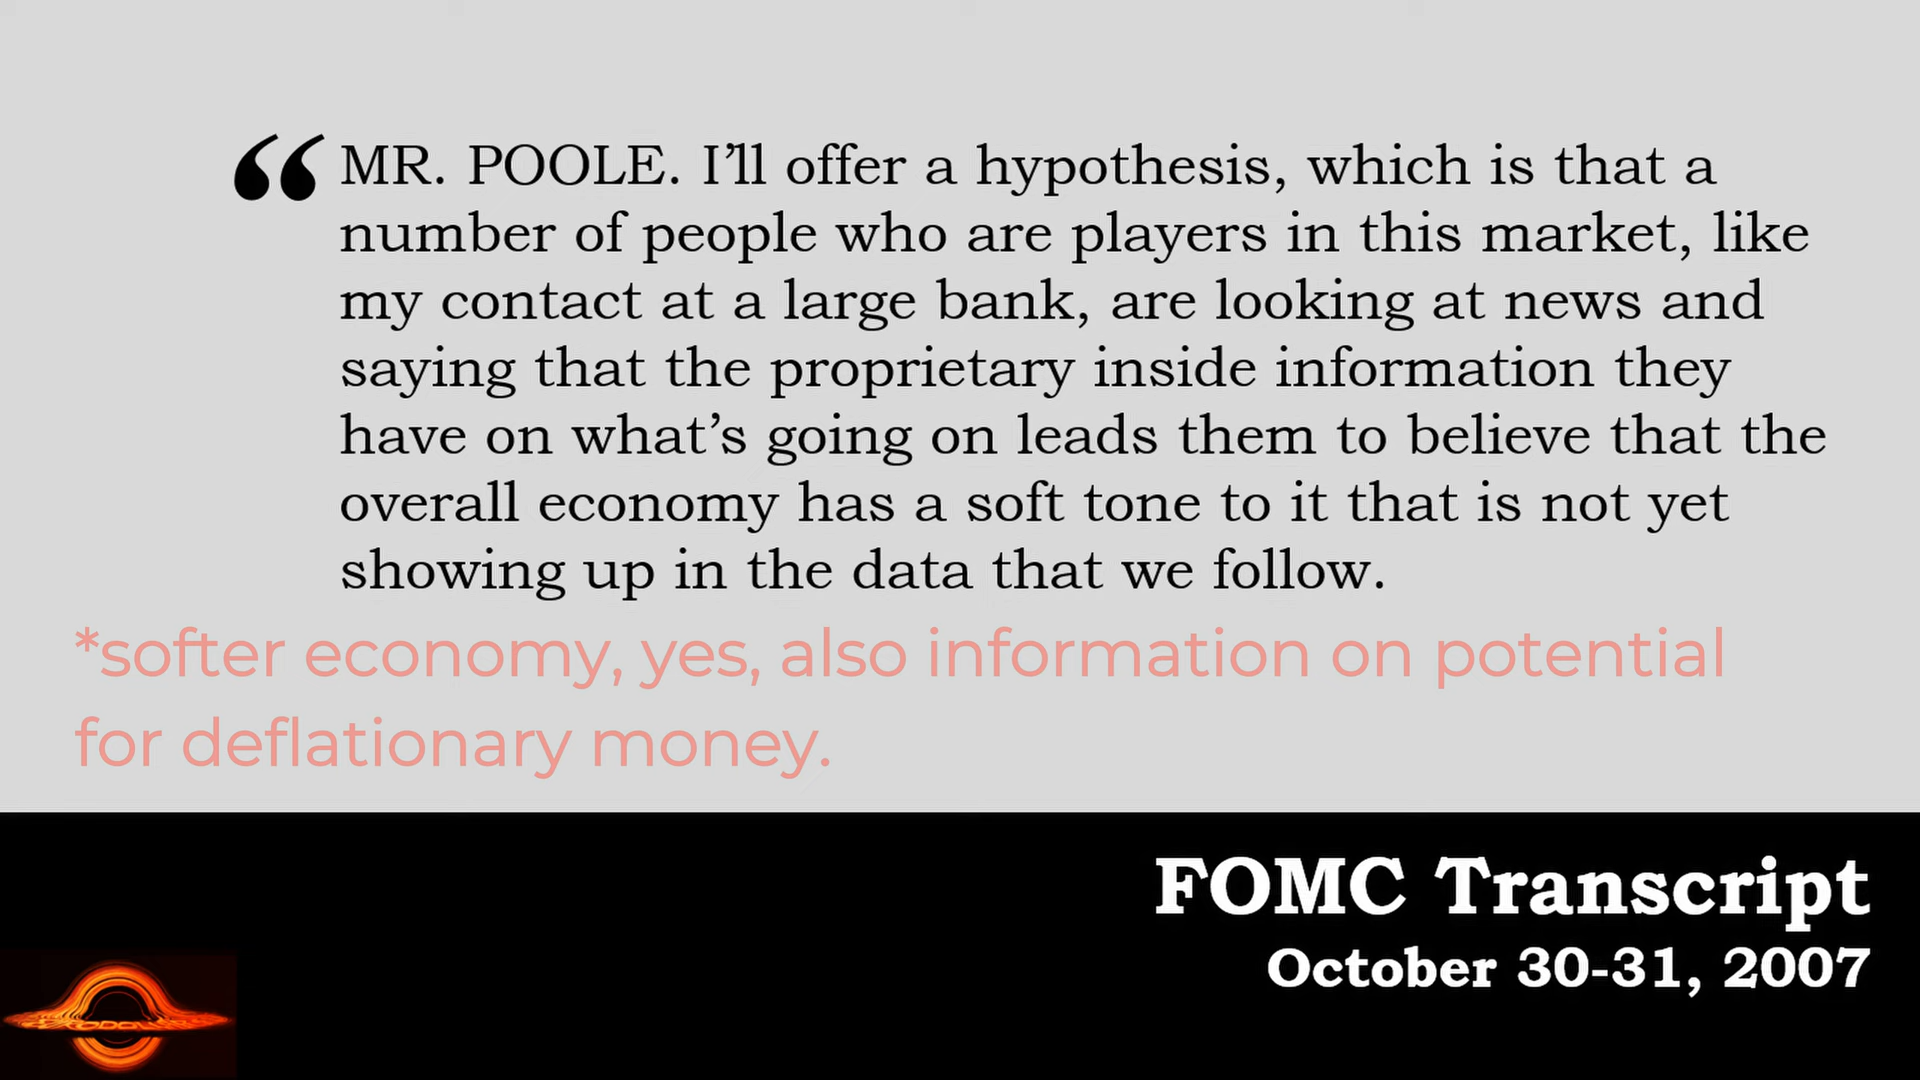 “MR. POOLE. I’ll offer a hypothesis, which is that a
number of people who are players in this market, like
my contact at a large bank, are looking at news and
saying that the proprietary inside information they
have on what’s going on leads them to believe that the
overall economy has a soft tone to it that is not yet
showing up in the data that we follow.
*softer economy, yes, also information on potential
for deflationary money.
FOMC Transcript
October 30-31, 2007